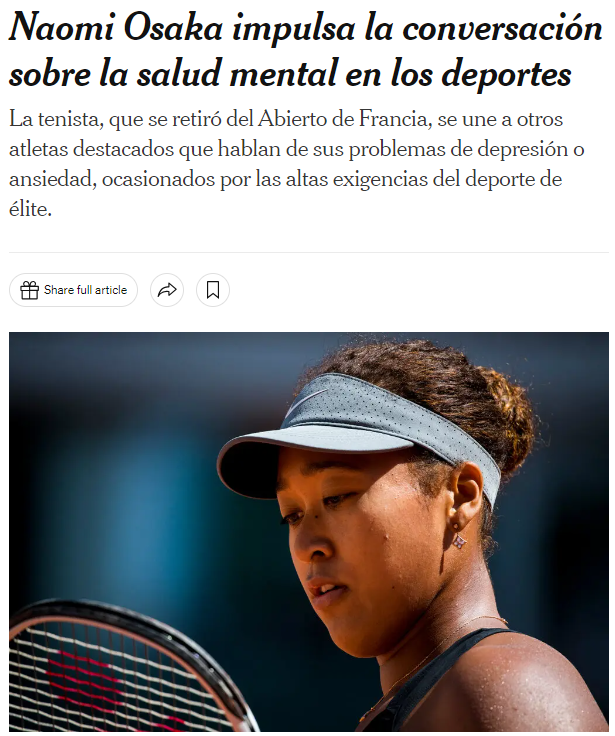 Naomi Osaka impulsa la conversación
sobre la salud mental en los deportes
La tenista, que se retiró del Abierto de Francia, se une a otros
atletas destacados que hablan de sus problemas de depresión o
ansiedad, ocasionados por las altas exigencias del deporte de
élite.
Share full article